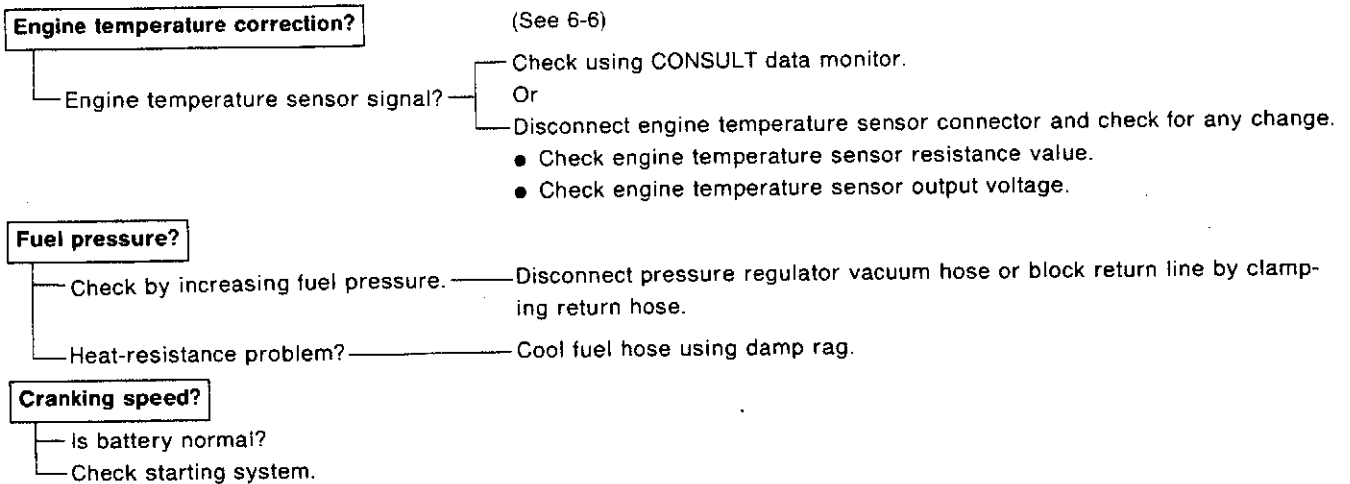 Engine temperature correction?
(See 6-6)
Engine temperature sensor signal?
Check using CONSULT data monitor.
Or
Disconnect engine temperature sensor connector and check for any change.
● Check engine temperature sensor resistance value.
● Check engine temperature sensor output voltage.
Fuel pressure?
Check by increasing fuel pressure.
Disconnect pressure regulator vacuum hose or block return line by clamp-
ing return hose.
Heat-resistance problem?
Cool fuel hose using damp rag.
Cranking speed?
Is battery normal?
Check starting system.